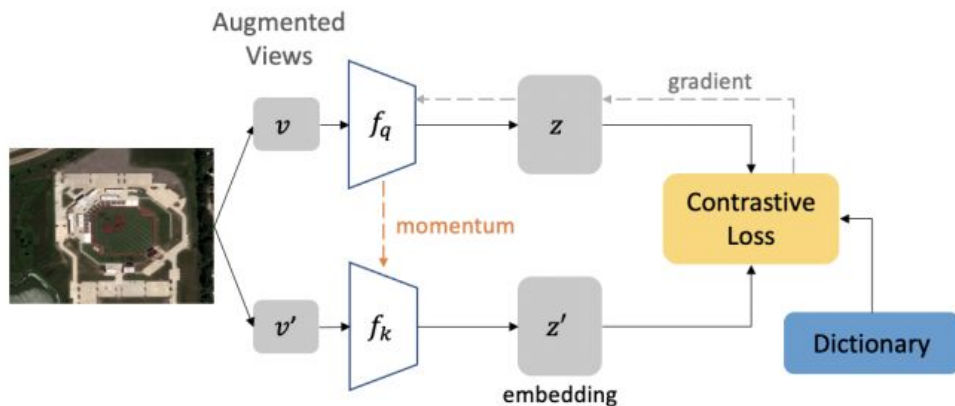 Augmented
Views
gradient
v
f_q
z
Contrastive
Loss
momentum
v'
f_k
z'
Dictionary
embedding